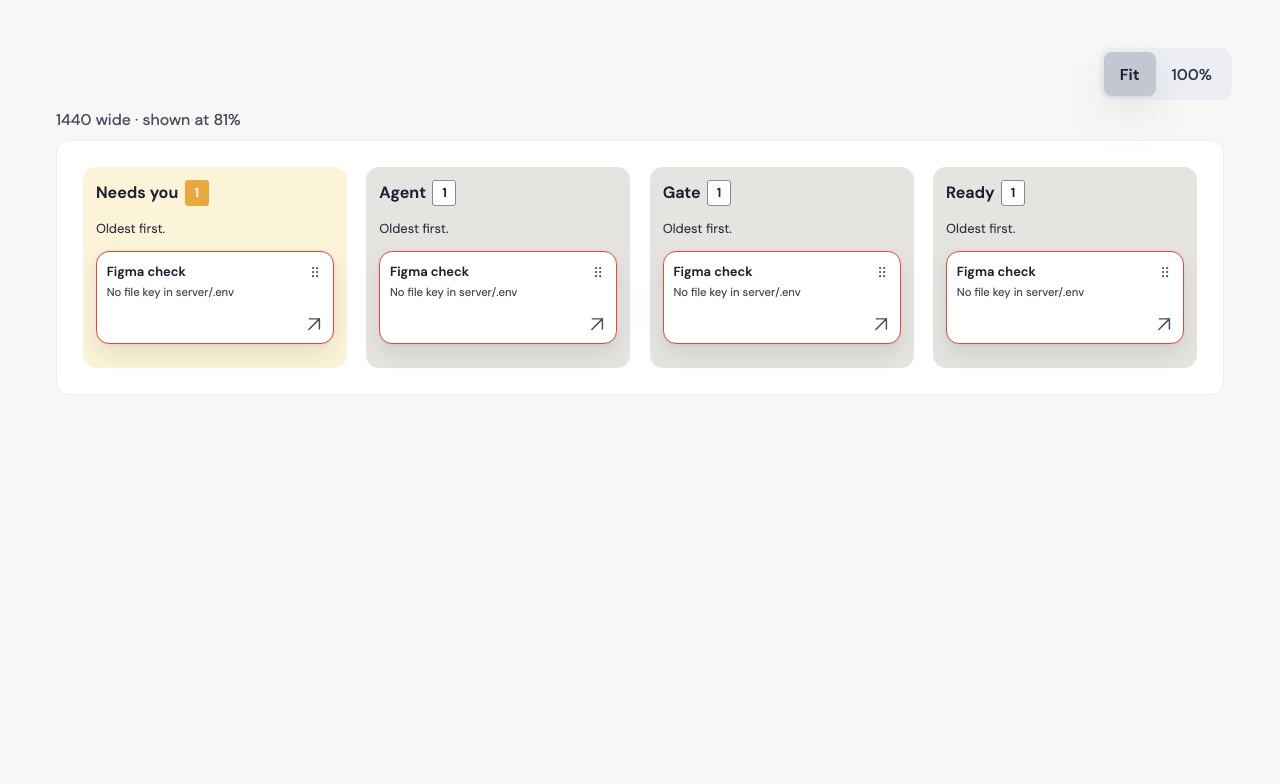 Fit 100%
1440 wide · shown at 81%
Needs you 1
Oldest first.
Figma check
No file key in server/.env
Agent 1
Oldest first.
Figma check
No file key in server/.env
Gate 1
Oldest first.
Figma check
No file key in server/.env
Ready 1
Oldest first.
Figma check
No file key in server/.env